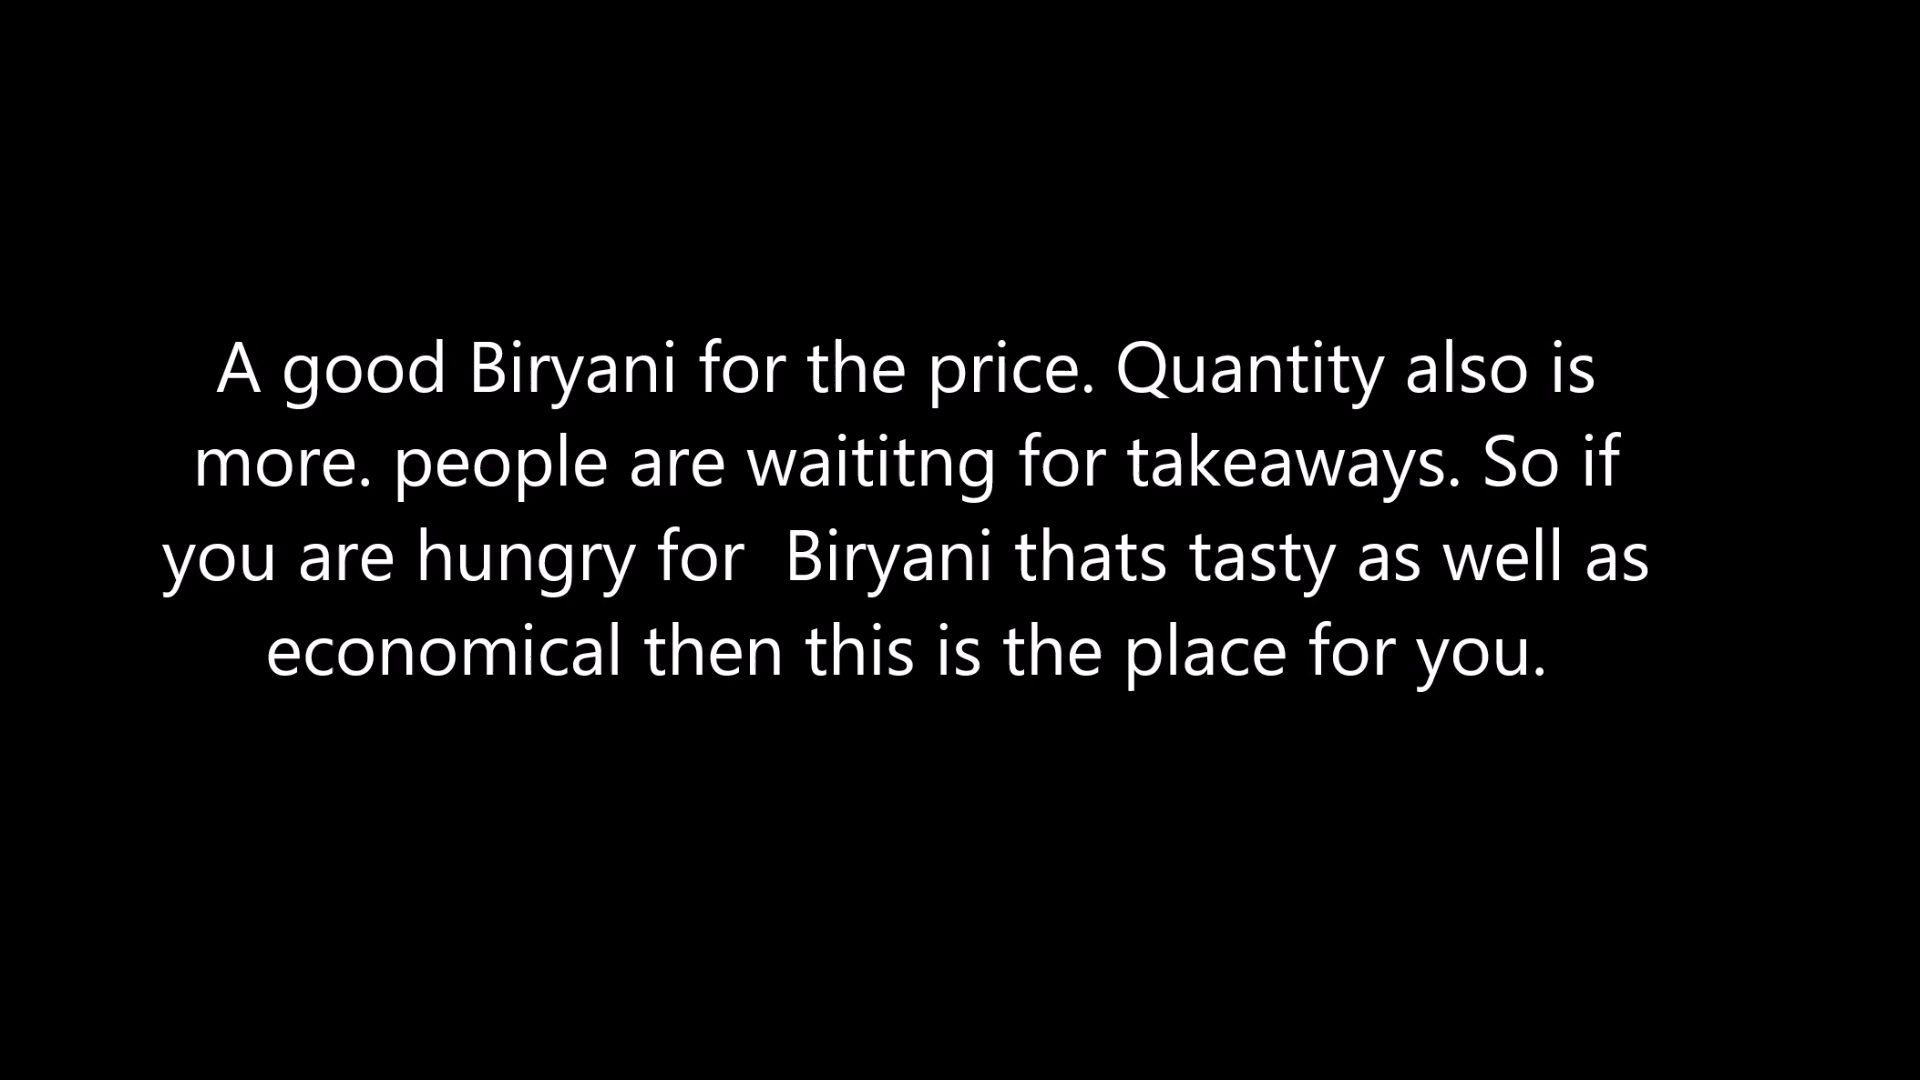 A good Biryani for the price. Quantity also is
more. people are waititng for takeaways. So if
you are hungry for  Biryani thats tasty as well as
economical then this is the place for you.